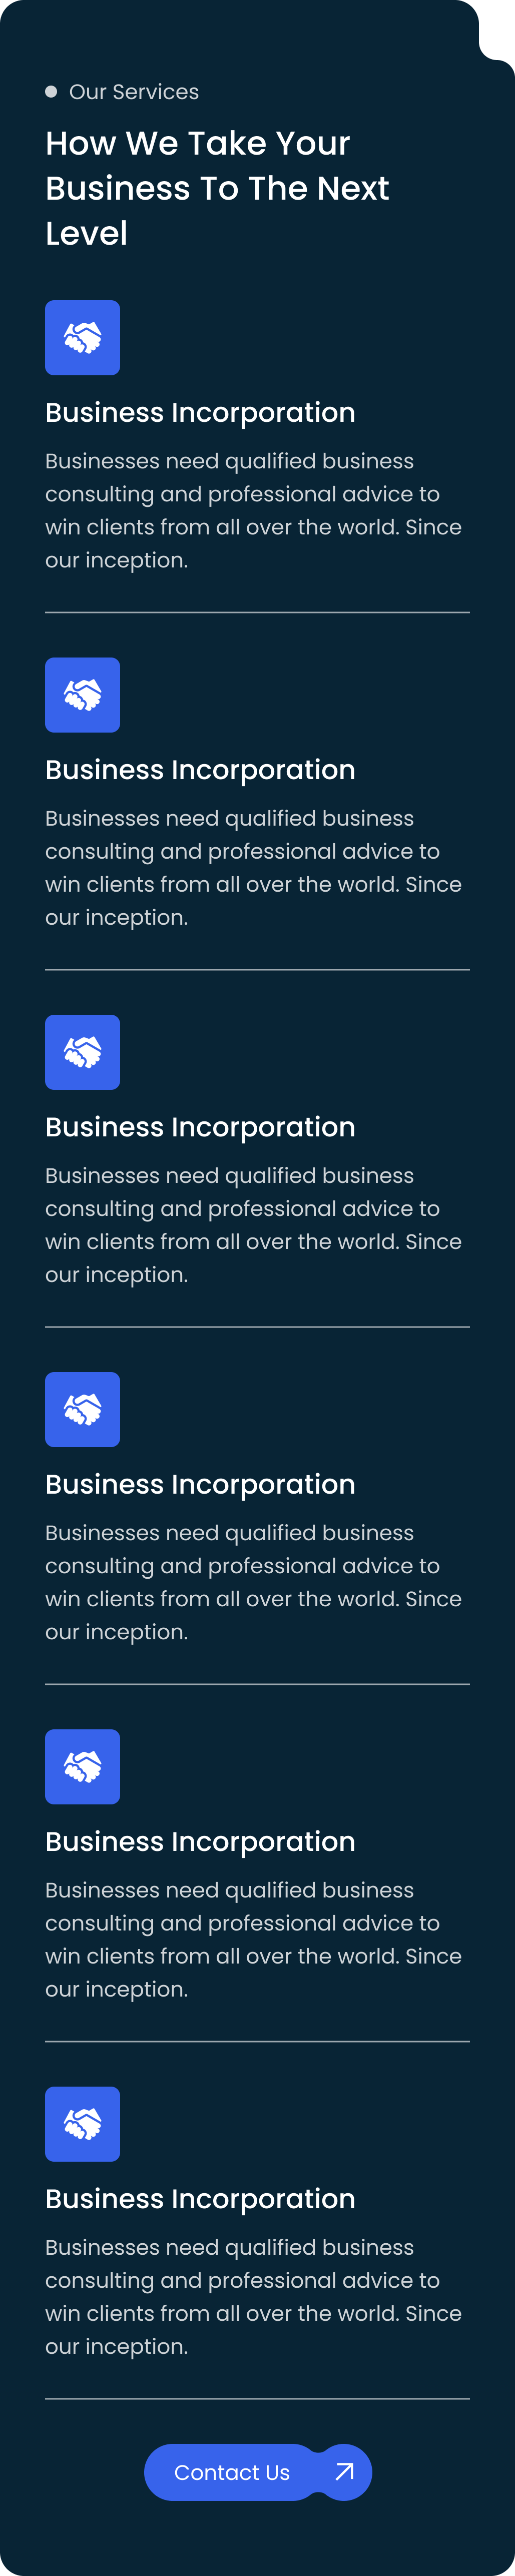 Our Services
How We Take Your
Business To The Next
Level
Business Incorporation
Businesses need qualified business
consulting and professional advice to
win clients from all over the world. Since
our inception.
Business Incorporation
Businesses need qualified business
consulting and professional advice to
win clients from all over the world. Since
our inception.
Business Incorporation
Businesses need qualified business
consulting and professional advice to
win clients from all over the world. Since
our inception.
Business Incorporation
Businesses need qualified business
consulting and professional advice to
win clients from all over the world. Since
our inception.
Business Incorporation
Businesses need qualified business
consulting and professional advice to
win clients from all over the world. Since
our inception.
Business Incorporation
Businesses need qualified business
consulting and professional advice to
win clients from all over the world. Since
our inception.
Contact Us